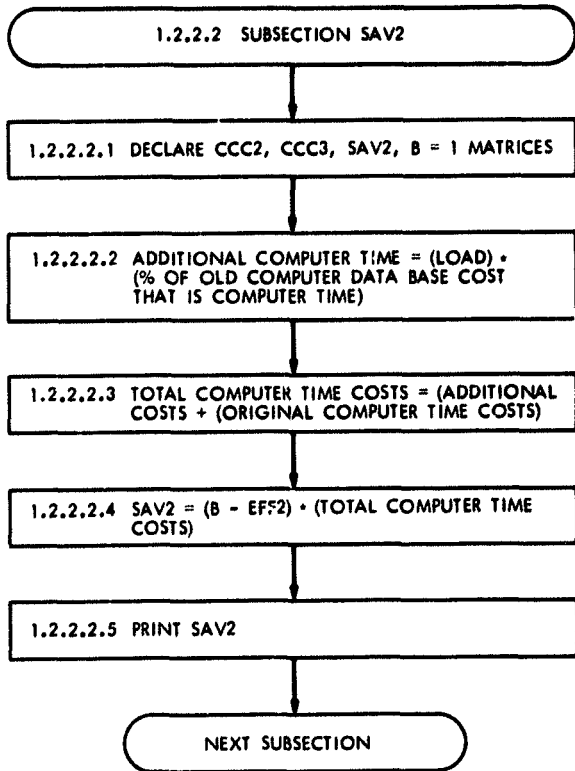 1.2.2.2 SUBSECTION SAV2
1.2.2.2.1 DECLARE CCC2, CCC3, SAV2, B = 1 MATRICES
1.2.2.2.2 ADDITIONAL COMPUTER TIME = (LOAD) *
(% OF OLD COMPUTER DATA BASE COST
THAT IS COMPUTER TIME)
1.2.2.2.3 TOTAL COMPUTER TIME COSTS = (ADDITIONAL
COSTS + (ORIGINAL COMPUTER TIME COSTS)
1.2.2.2.4 SAV2 = (B - EFF2) * (TOTAL COMPUTER TIME
COSTS)
1.2.2.2.5 PRINT SAV2
NEXT SUBSECTION